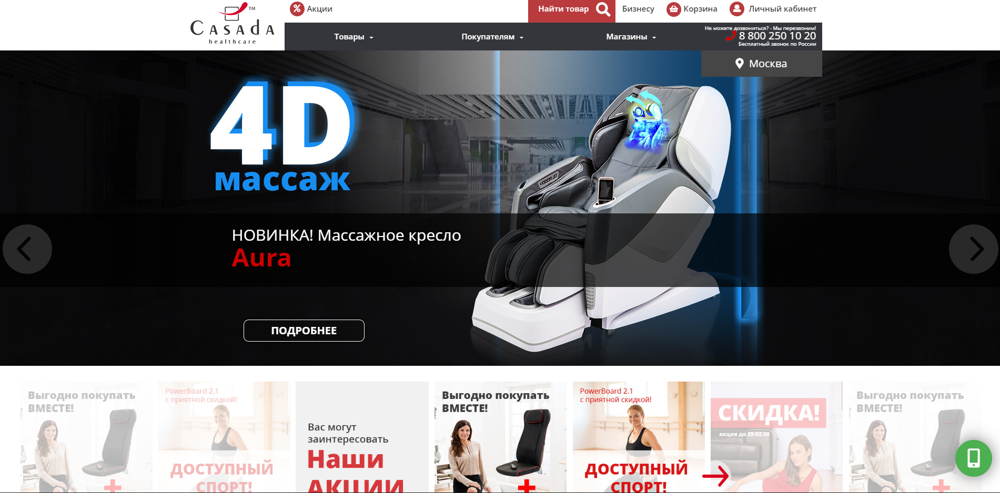 CASADA TM
healthcare
Акции
Найти товар
Бизнесу
Корзина
Личный кабинет
Товары
Покупателям
Магазины
Не можете дозвониться? - Мы перезвоним!
8 800 250 10 20
Бесплатный звонок по России
Москва
4D
массаж
НОВИНКА! Массажное кресло
Aura
ПОДРОБНЕЕ
Выгодно покупать
ВМЕСТЕ!
PowerBoard 2.1
с приятной скидкой!
ДОСТУПНЫЙ
СПОРТ!
Вас могут
заинтересовать
Наши
АКЦИИ
Выгодно покупать
ВМЕСТЕ!
PowerBoard 2.1
с приятной скидкой!
ДОСТУПНЫЙ
СПОРТ!
СКИДКА!
акция до 29.02.20
Выгодно покупать
ВМЕСТЕ!